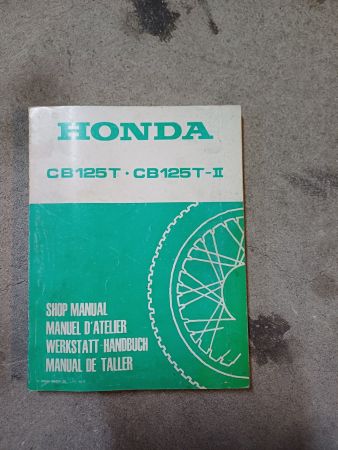 HONDA
CB125T · CB125T-II
SHOP MANUAL
MANUEL D'ATELIER
WERKSTATT-HANDBUCH
MANUAL DE TALLER